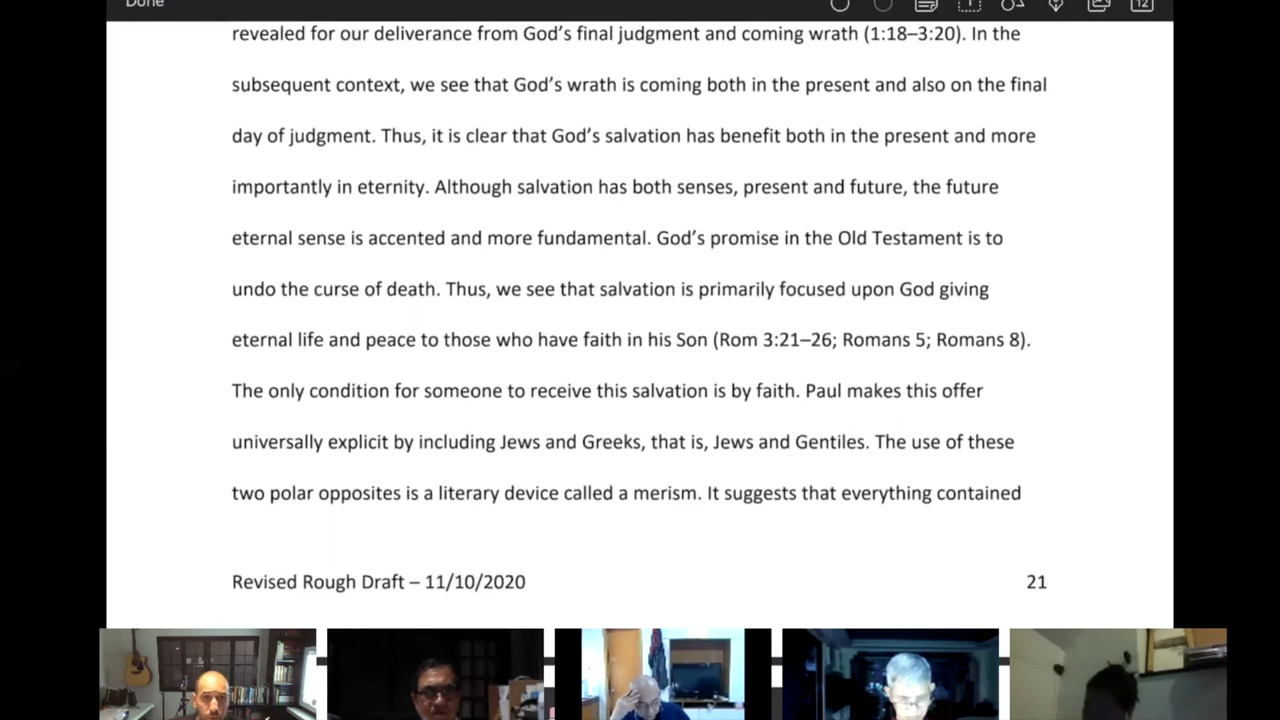 Done
12
revealed for our deliverance from God’s final judgment and coming wrath (1:18–3:20). In the
subsequent context, we see that God’s wrath is coming both in the present and also on the final
day of judgment. Thus, it is clear that God’s salvation has benefit both in the present and more
importantly in eternity. Although salvation has both senses, present and future, the future
eternal sense is accented and more fundamental. God’s promise in the Old Testament is to
undo the curse of death. Thus, we see that salvation is primarily focused upon God giving
eternal life and peace to those who have faith in his Son (Rom 3:21–26; Romans 5; Romans 8).
The only condition for someone to receive this salvation is by faith. Paul makes this offer
universally explicit by including Jews and Greeks, that is, Jews and Gentiles. The use of these
two polar opposites is a literary device called a merism. It suggests that everything contained
Revised Rough Draft – 11/10/2020 21